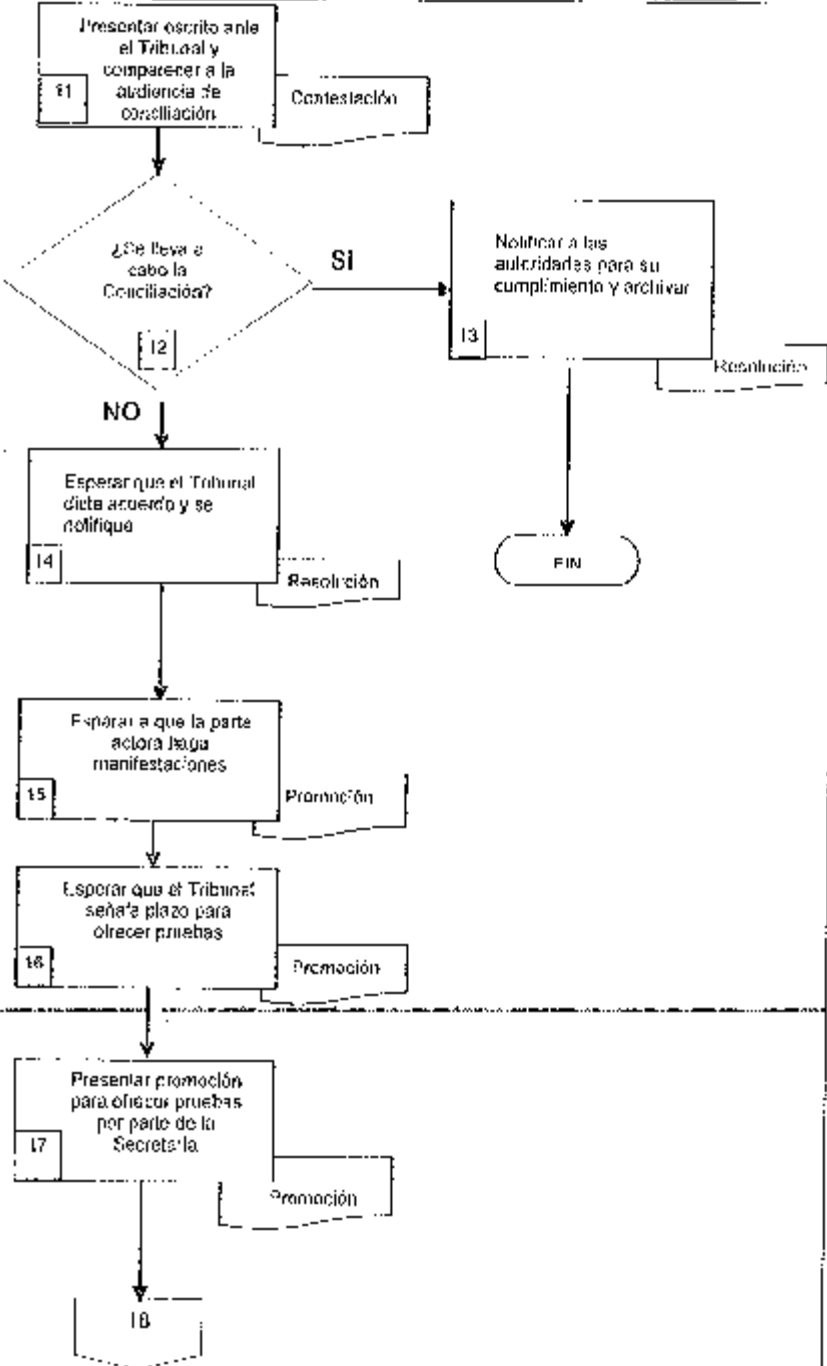 Presentar escrito ante
el Tribunal y
comparecer a la
audiencia de
conciliación
11
Contestación
¿Se lleva a
cabo la
Conciliación?
12
SI
Notificar a las
autoridades para su
cumplimiento y archivar
13
Resolución
NO
Esperar que el Tribunal
dicte acuerdo y se
notifique
14
Resolución
FIN
Esperar a que la parte
actora haga
manifestaciones
15
Promoción
Esperar que el Tribunal
señale plazo para
ofrecer pruebas
16
Promoción
Presentar promoción
para ofrecer pruebas
por parte de la
Secretaría
17
Promoción
18